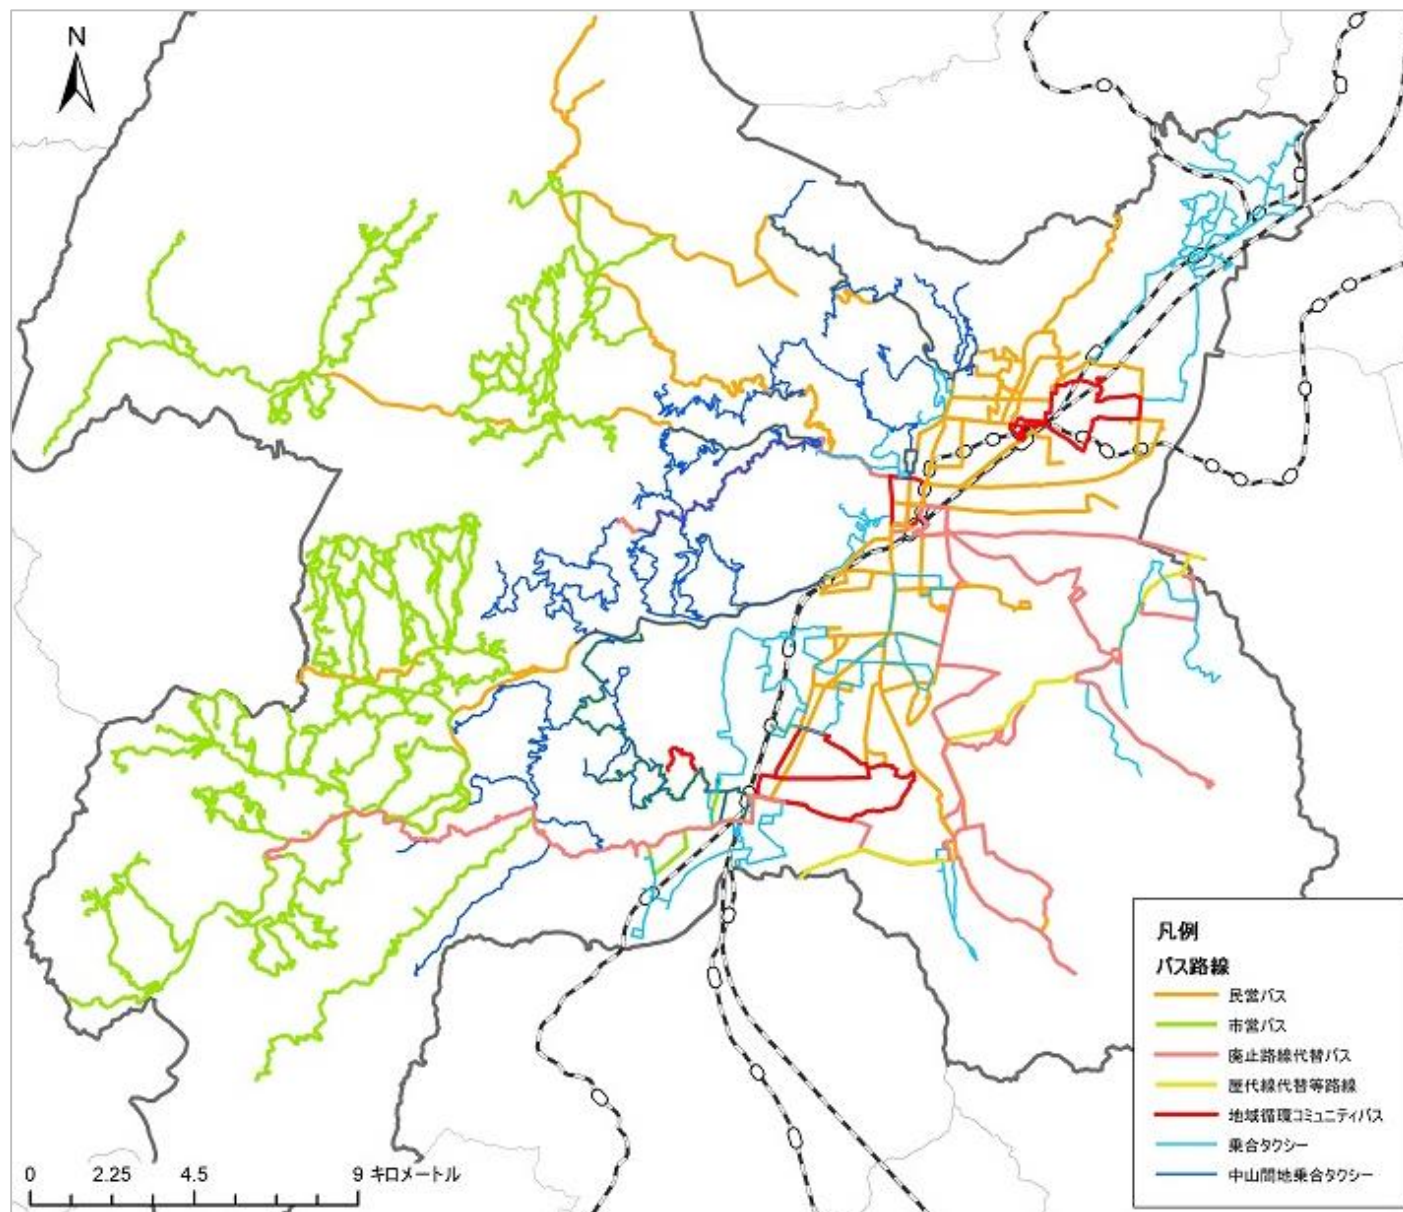 N
凡例
バス路線
民営バス
市営バス
廃止路線代替バス
屋代線代替等路線
地域循環コミュニティバス
乗合タクシー
中山間地乗合タクシー
0 2.25 4.5 9 キロメートル